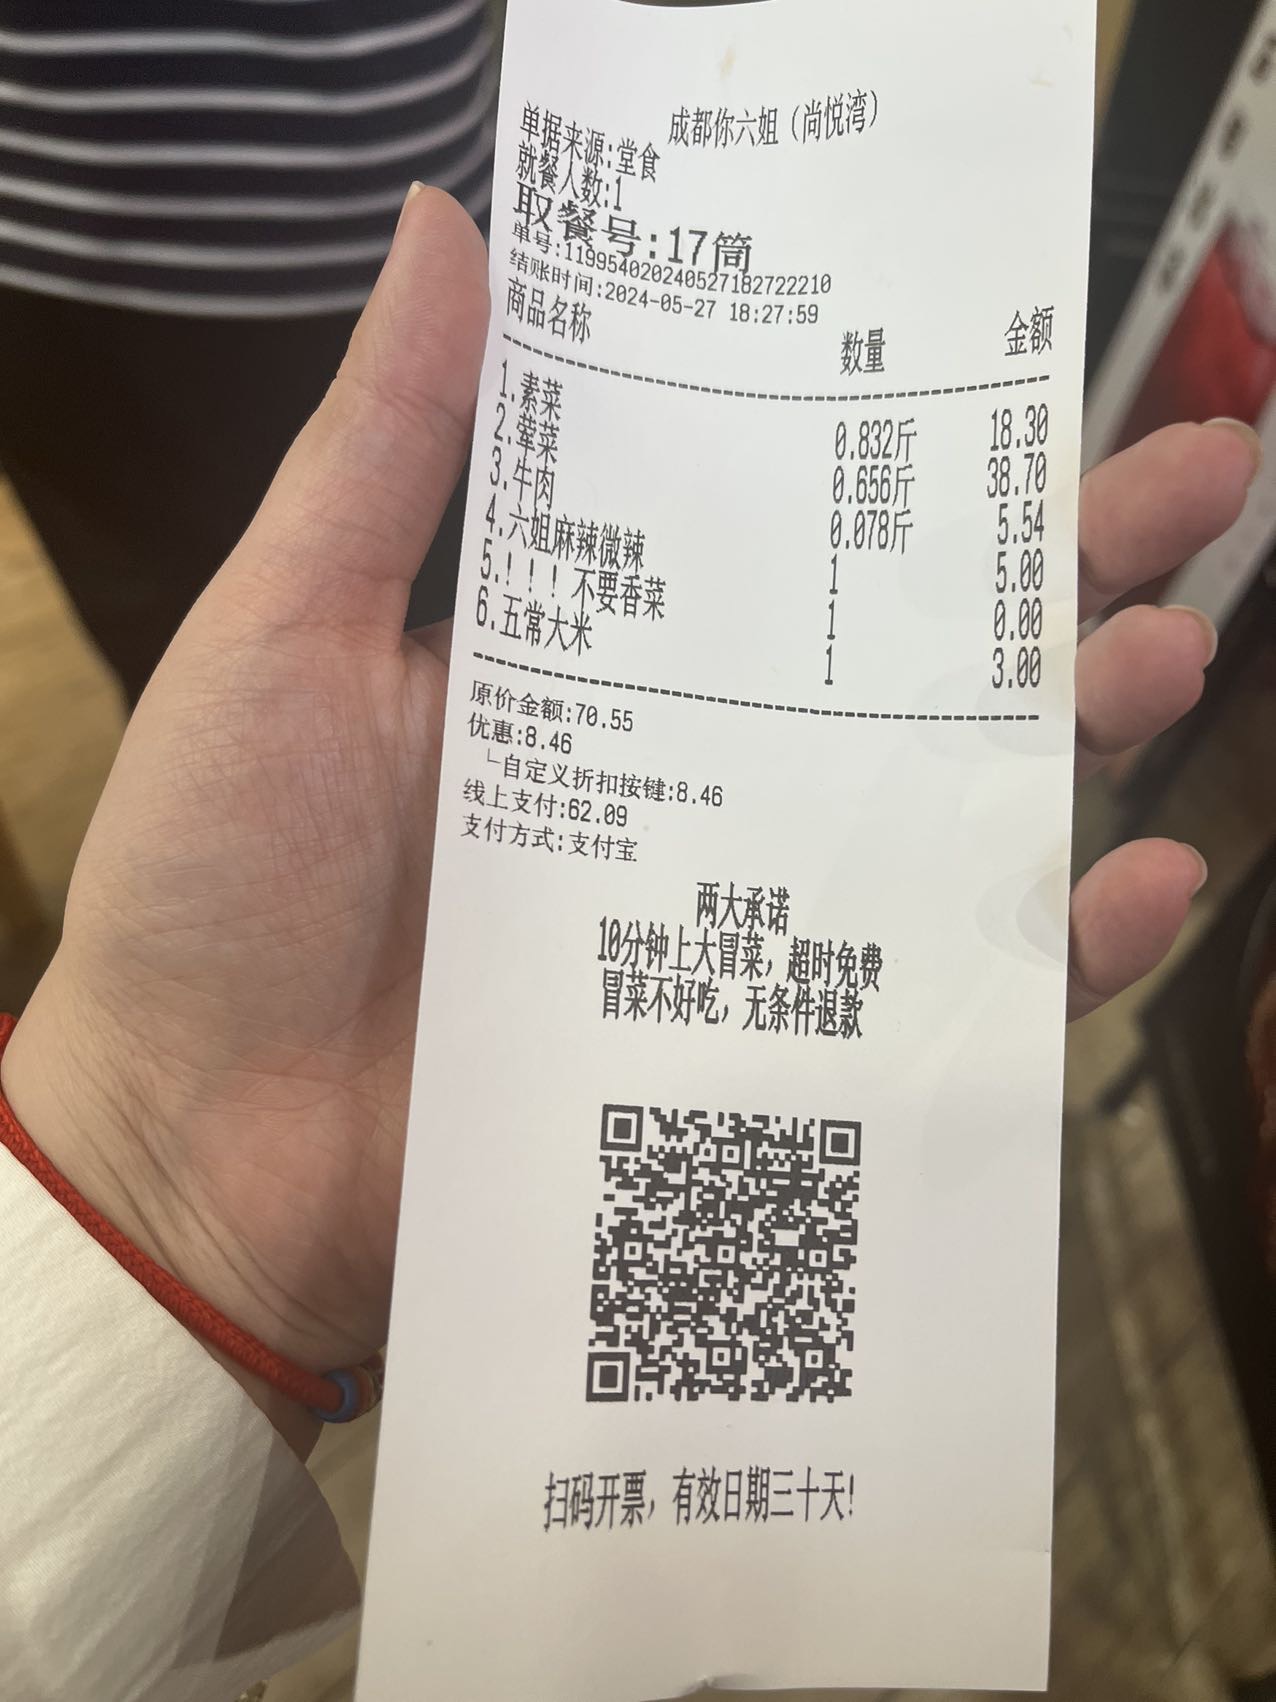 成都你六姐（尚悦湾）
单据来源:堂食
就餐人数:1
取餐号:17筒
单号:119954020240527182722210
结账时间:2024-05-27 18:27:59
商品名称 数量 金额
1.素菜 0.832斤 18.30
2.荤菜 0.656斤 38.70
3.牛肉 0.078斤 5.54
4.六姐麻辣微辣 1 5.00
5.！！！不要香菜 1 0.00
6.五常大米 1 3.00
原价金额:70.55
优惠:8.46
└自定义折扣按键:8.46
线上支付:62.09
支付方式:支付宝
两大承诺
10分钟上大冒菜，超时免费
冒菜不好吃，无条件退款
扫码开票，有效日期三十天!